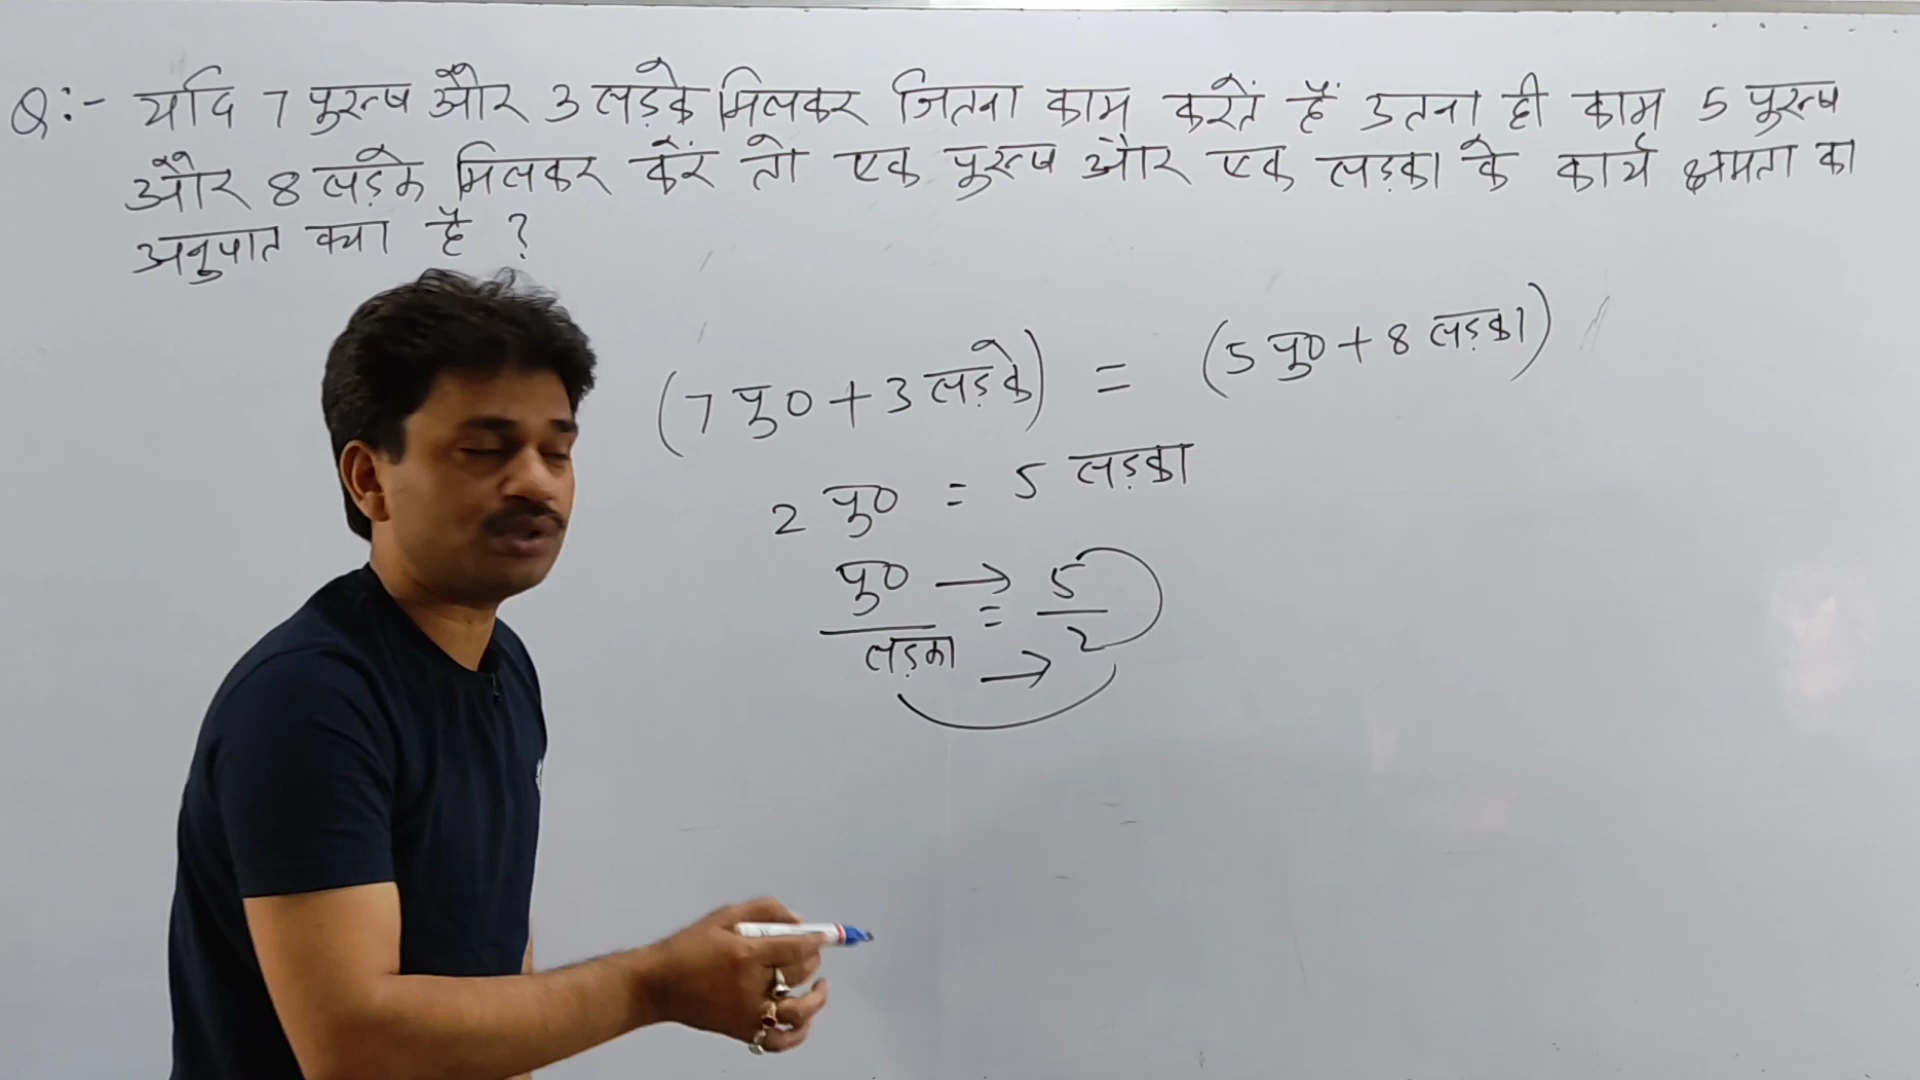 Q:- यदि 7 पुरुष और 3 लड़के मिलकर जितना काम करते हैं उतना ही काम 5 पुरुष
और 8 लड़के मिलकर करें तो एक पुरुष और एक लड़का के कार्य क्षमता का
अनुपात क्या है ?
(7 पु० + 3 लड़के) = (5 पु० + 8 लड़का)
2 पु० = 5 लड़का
पु० → 5
=
लड़का → 2